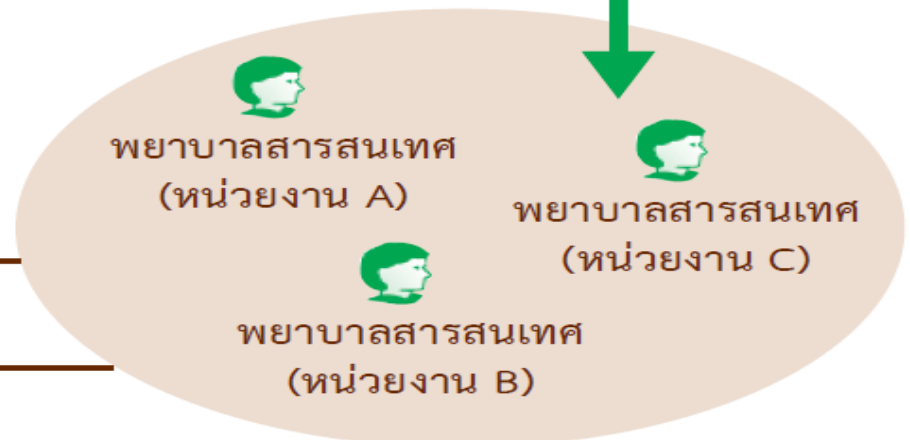 พยาบาลสารสนเทศ
(หน่วยงาน A)
พยาบาลสารสนเทศ
(หน่วยงาน C)
พยาบาลสารสนเทศ
(หน่วยงาน B)